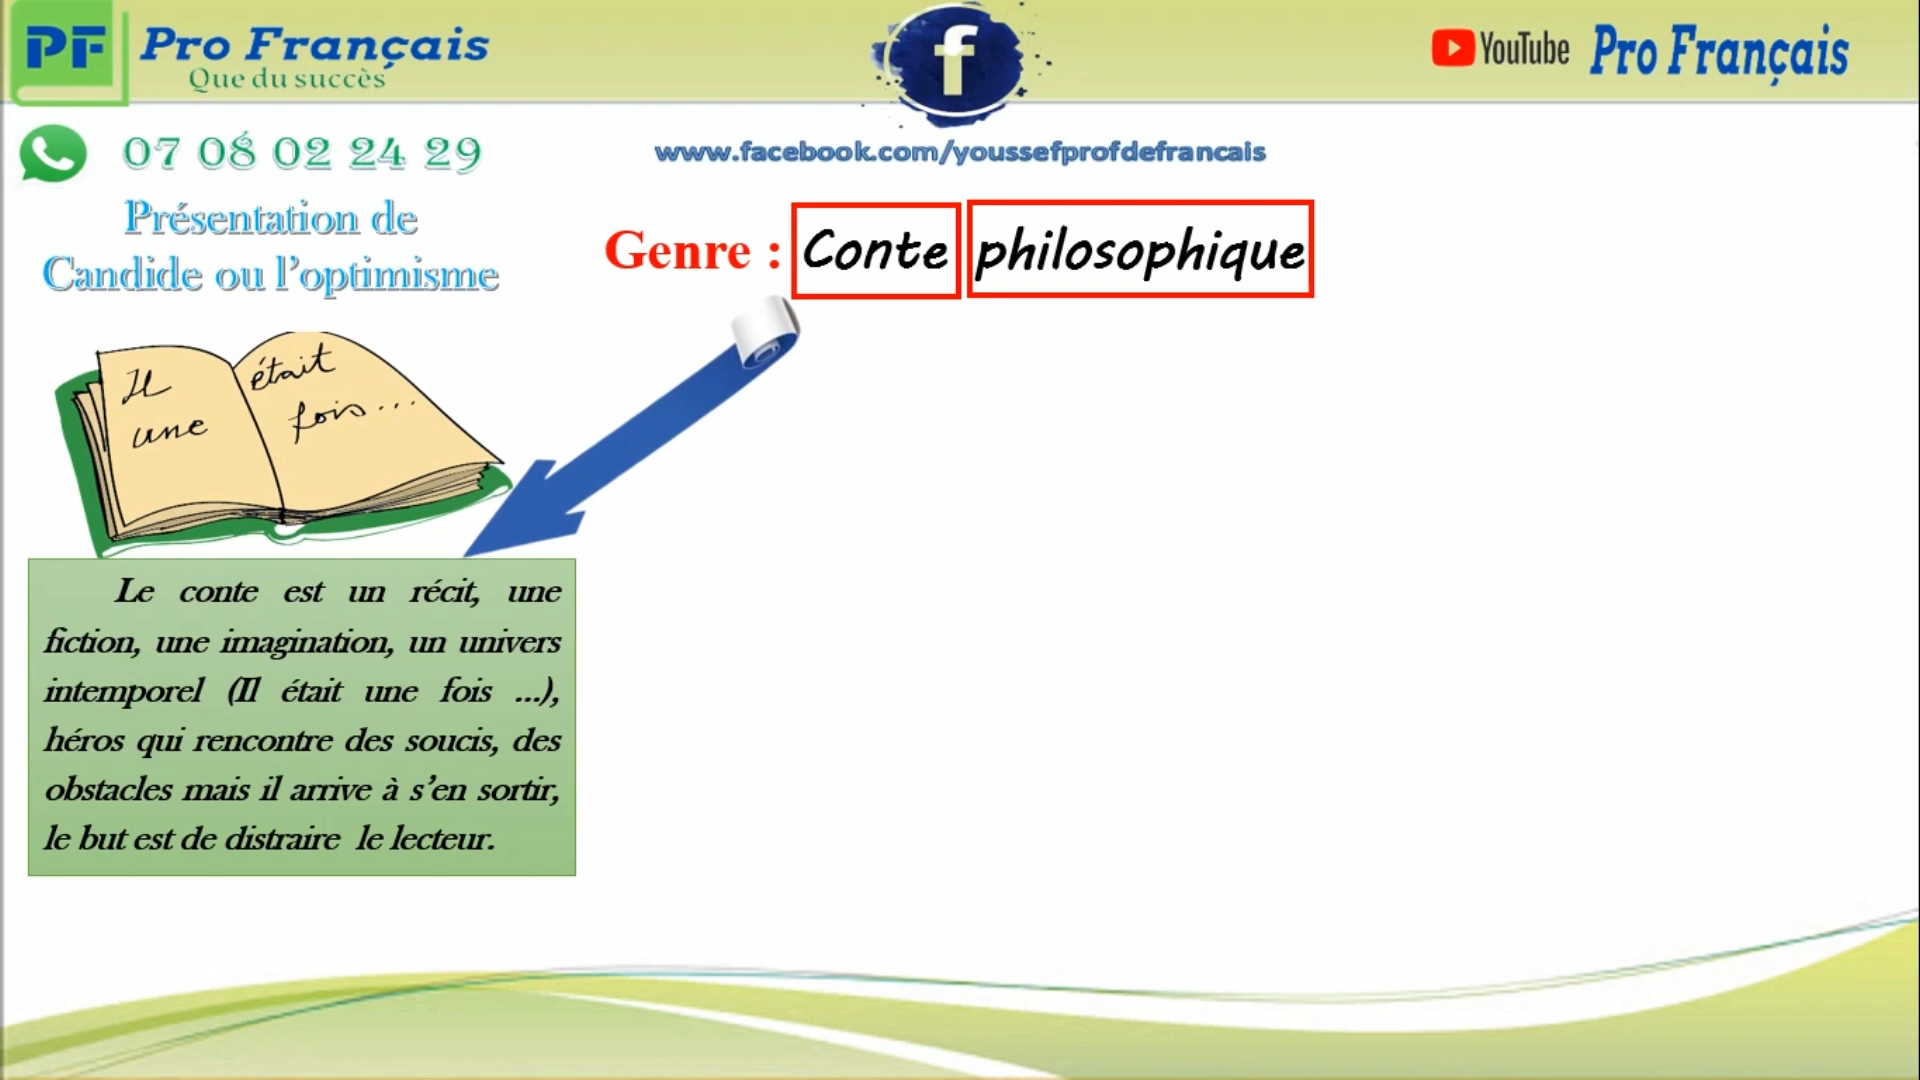 PF Pro Français
Que du succès
f
YouTube Pro Français
07 08 02 24 29
www.facebook.com/youssefprofdefrancais
Présentation de
Candide ou l'optimisme
Genre : Conte philosophique
Il était
une fois...
Le conte est un récit, une
fiction, une imagination, un univers
intemporel (Il était une fois ...),
héros qui rencontre des soucis, des
obstacles mais il arrive à s'en sortir,
le but est de distraire le lecteur.